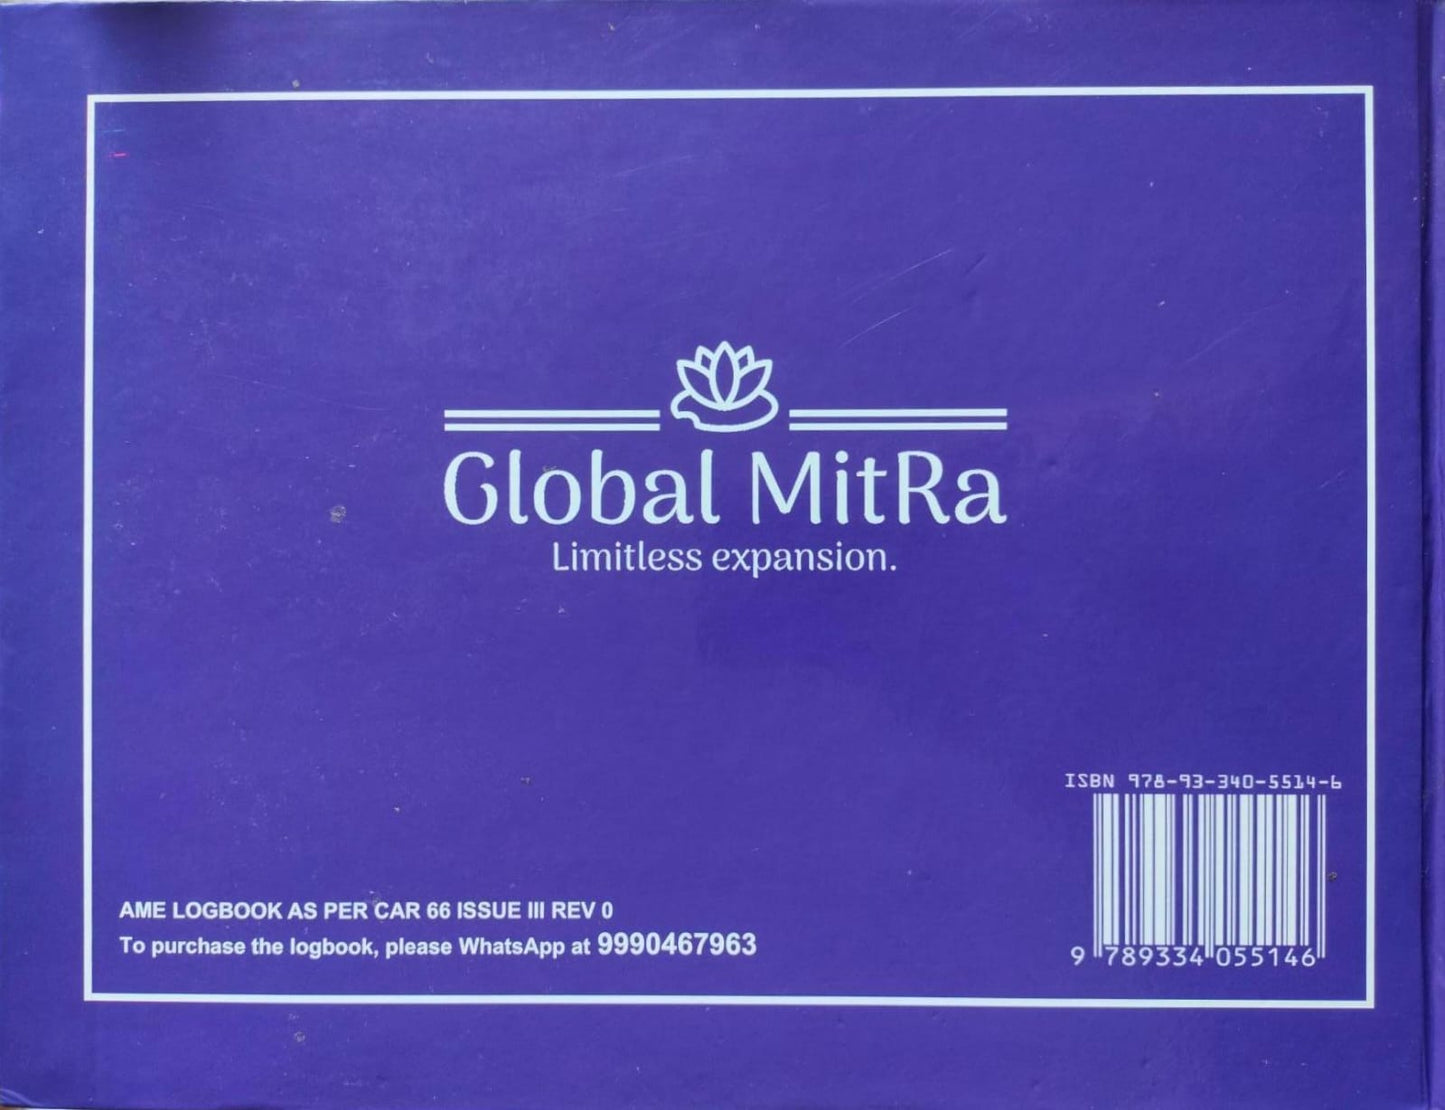 Global MitRa
Limitless expansion.
ISBN 978-93-340-5514-6
AME LOGBOOK AS PER CAR 66 ISSUE III REV 0
To purchase the logbook, please WhatsApp at 9990467963
9 789334 055146